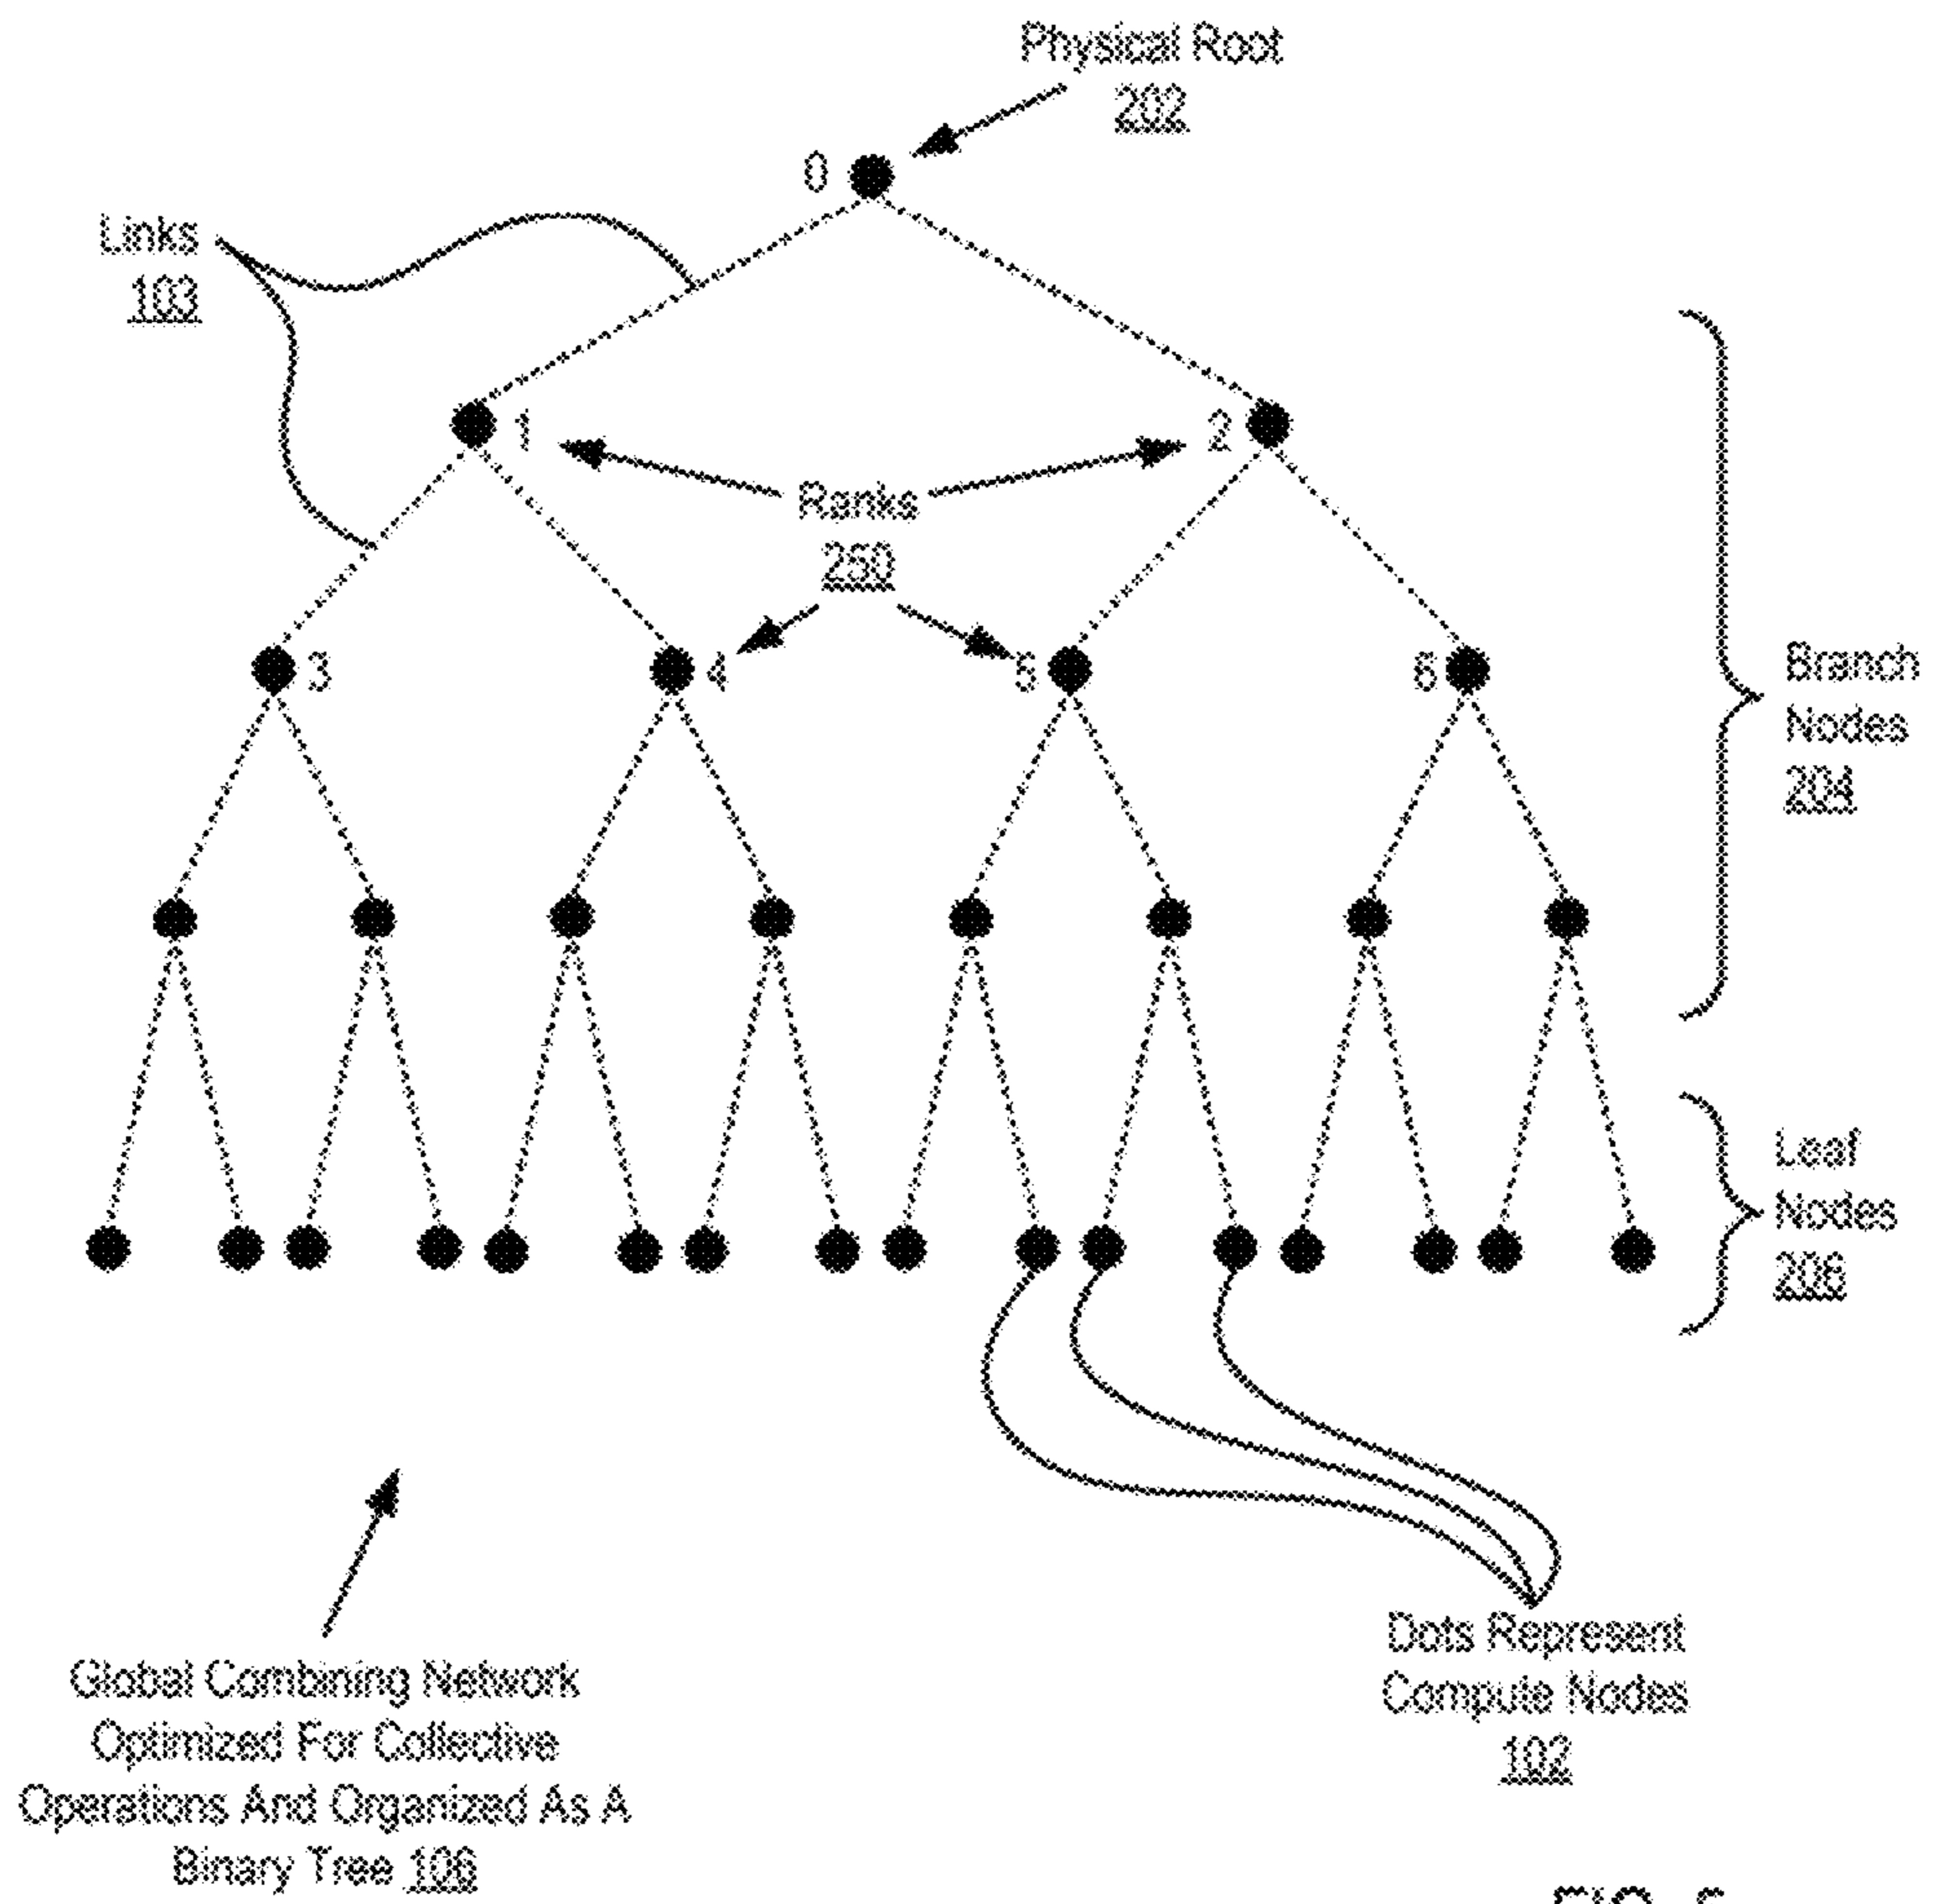 Physical Root
202
0
Links
103
1
2
Ranks
250
3
4
5
6
Branch
Nodes
204
Leaf
Nodes
206
Dots Represent
Compute Nodes
102
Global Combining Network
Optimized For Collective
Operations And Organized As A
Binary Tree 106